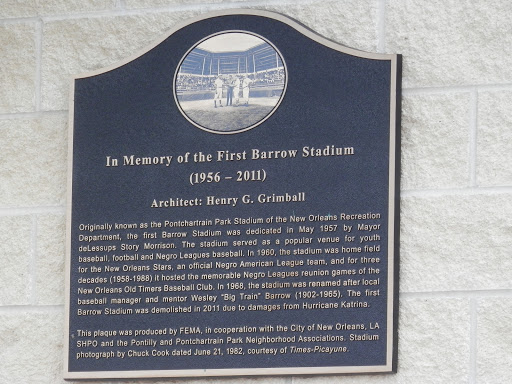 In Memory of the First Barrow Stadium
(1956 – 2011)
Architect: Henry G. Grimball
Originally known as the Pontchartrain Park Stadium of the New Orleans Recreation
Department, the first Barrow Stadium was dedicated in May 1957 by Mayor
deLessups Story Morrison. The stadium served as a popular venue for youth
baseball, football and Negro Leagues baseball. In 1960, the stadium was home field
for the New Orleans Stars, an official Negro American League team, and for three
decades (1958-1988) it hosted the memorable Negro Leagues reunion games of the
New Orleans Old Timers Baseball Club. In 1968, the stadium was renamed after local
baseball manager and mentor Wesley "Big Train" Barrow (1902-1965). The first
Barrow Stadium was demolished in 2011 due to damages from Hurricane Katrina.
This plaque was produced by FEMA, in cooperation with the City of New Orleans, LA
SHPO and the Pontilly and Pontchartrain Park Neighborhood Associations. Stadium
photograph by Chuck Cook dated June 21, 1982, courtesy of Times-Picayune.